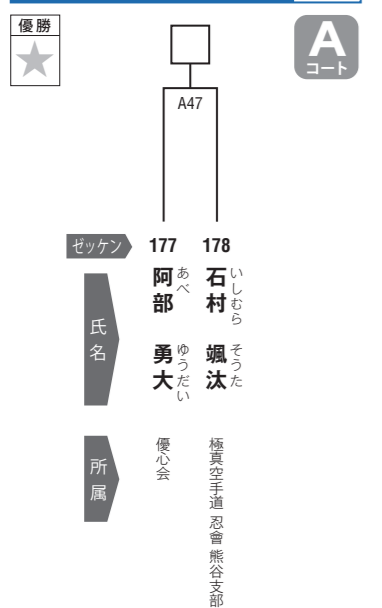 優勝
A
コート
A47
ゼッケン
177
178
氏名
阿部 勇大
あべ ゆうだい
石村 颯汰
いしむら そうた
所属
優心会
極真空手道 忍會 熊谷支部